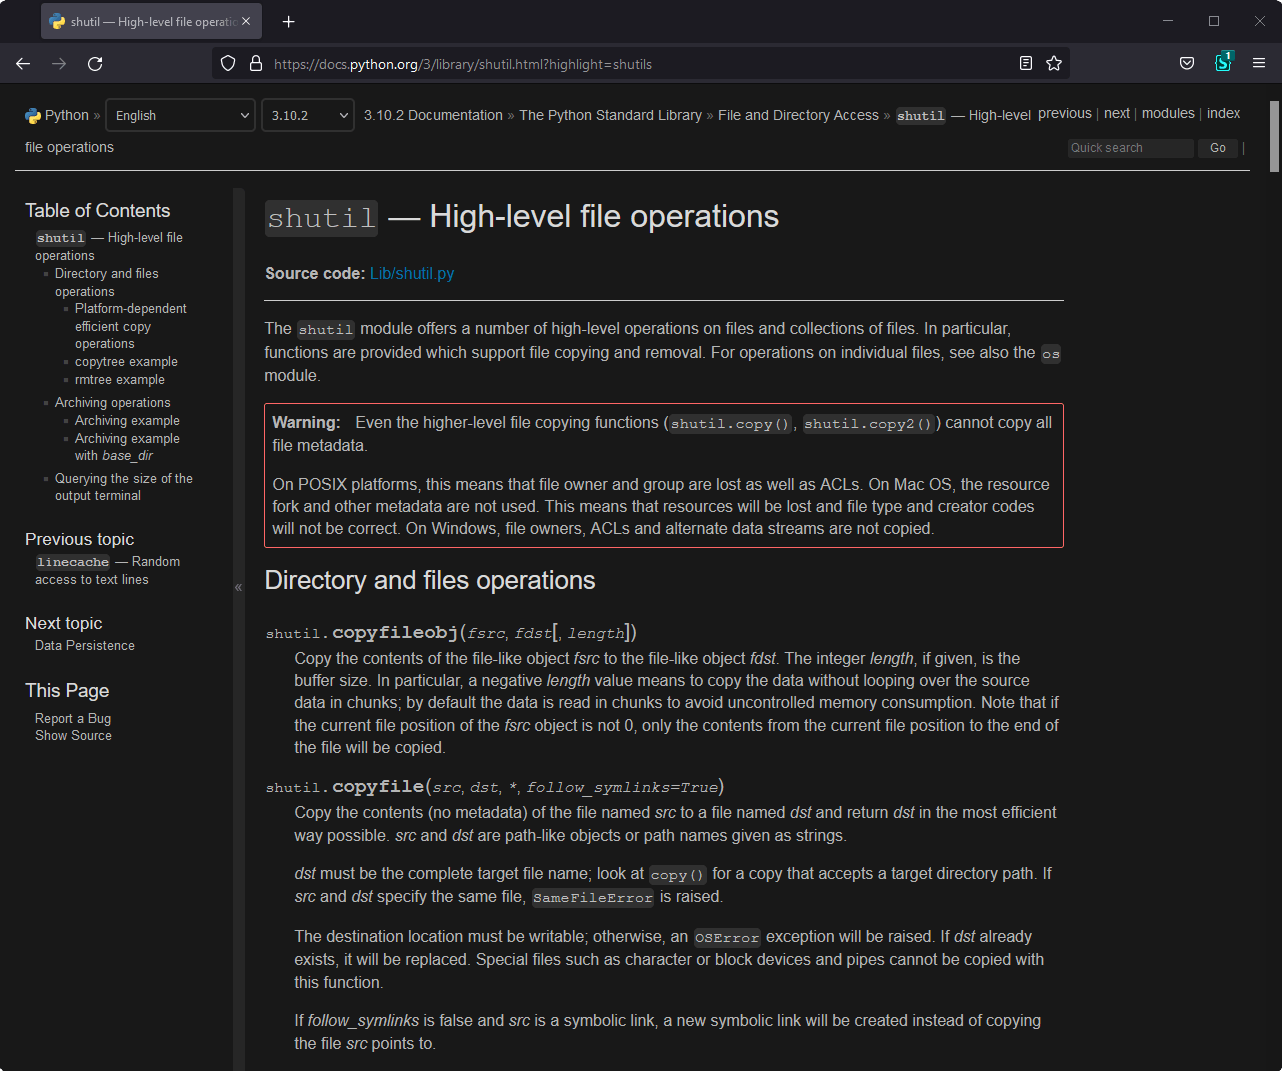 shutil — High-level file operatio
https://docs.python.org/3/library/shutil.html?highlight=shutils
1
Python » English 3.10.2 3.10.2 Documentation » The Python Standard Library » File and Directory Access » shutil — High-level
file operations
previous | next | modules | index
Quick search Go |
Table of Contents
shutil — High-level file
operations
Directory and files
operations
Platform-dependent
efficient copy
operations
copytree example
rmtree example
Archiving operations
Archiving example
Archiving example
with base_dir
Querying the size of the
output terminal
Previous topic
linecache — Random
access to text lines
Next topic
Data Persistence
This Page
Report a Bug
Show Source
«
shutil — High-level file operations
Source code: Lib/shutil.py
The shutil module offers a number of high-level operations on files and collections of files. In particular,
functions are provided which support file copying and removal. For operations on individual files, see also the os
module.
Warning: Even the higher-level file copying functions (shutil.copy(), shutil.copy2()) cannot copy all
file metadata.
On POSIX platforms, this means that file owner and group are lost as well as ACLs. On Mac OS, the resource
fork and other metadata are not used. This means that resources will be lost and file type and creator codes
will not be correct. On Windows, file owners, ACLs and alternate data streams are not copied.
Directory and files operations
shutil.copyfileobj(fsrc, fdst[, length])
Copy the contents of the file-like object fsrc to the file-like object fdst. The integer length, if given, is the
buffer size. In particular, a negative length value means to copy the data without looping over the source
data in chunks; by default the data is read in chunks to avoid uncontrolled memory consumption. Note that if
the current file position of the fsrc object is not 0, only the contents from the current file position to the end of
the file will be copied.
shutil.copyfile(src, dst, *, follow_symlinks=True)
Copy the contents (no metadata) of the file named src to a file named dst and return dst in the most efficient
way possible. src and dst are path-like objects or path names given as strings.
dst must be the complete target file name; look at copy() for a copy that accepts a target directory path. If
src and dst specify the same file, SameFileError is raised.
The destination location must be writable; otherwise, an OSError exception will be raised. If dst already
exists, it will be replaced. Special files such as character or block devices and pipes cannot be copied with
this function.
If follow_symlinks is false and src is a symbolic link, a new symbolic link will be created instead of copying
the file src points to.